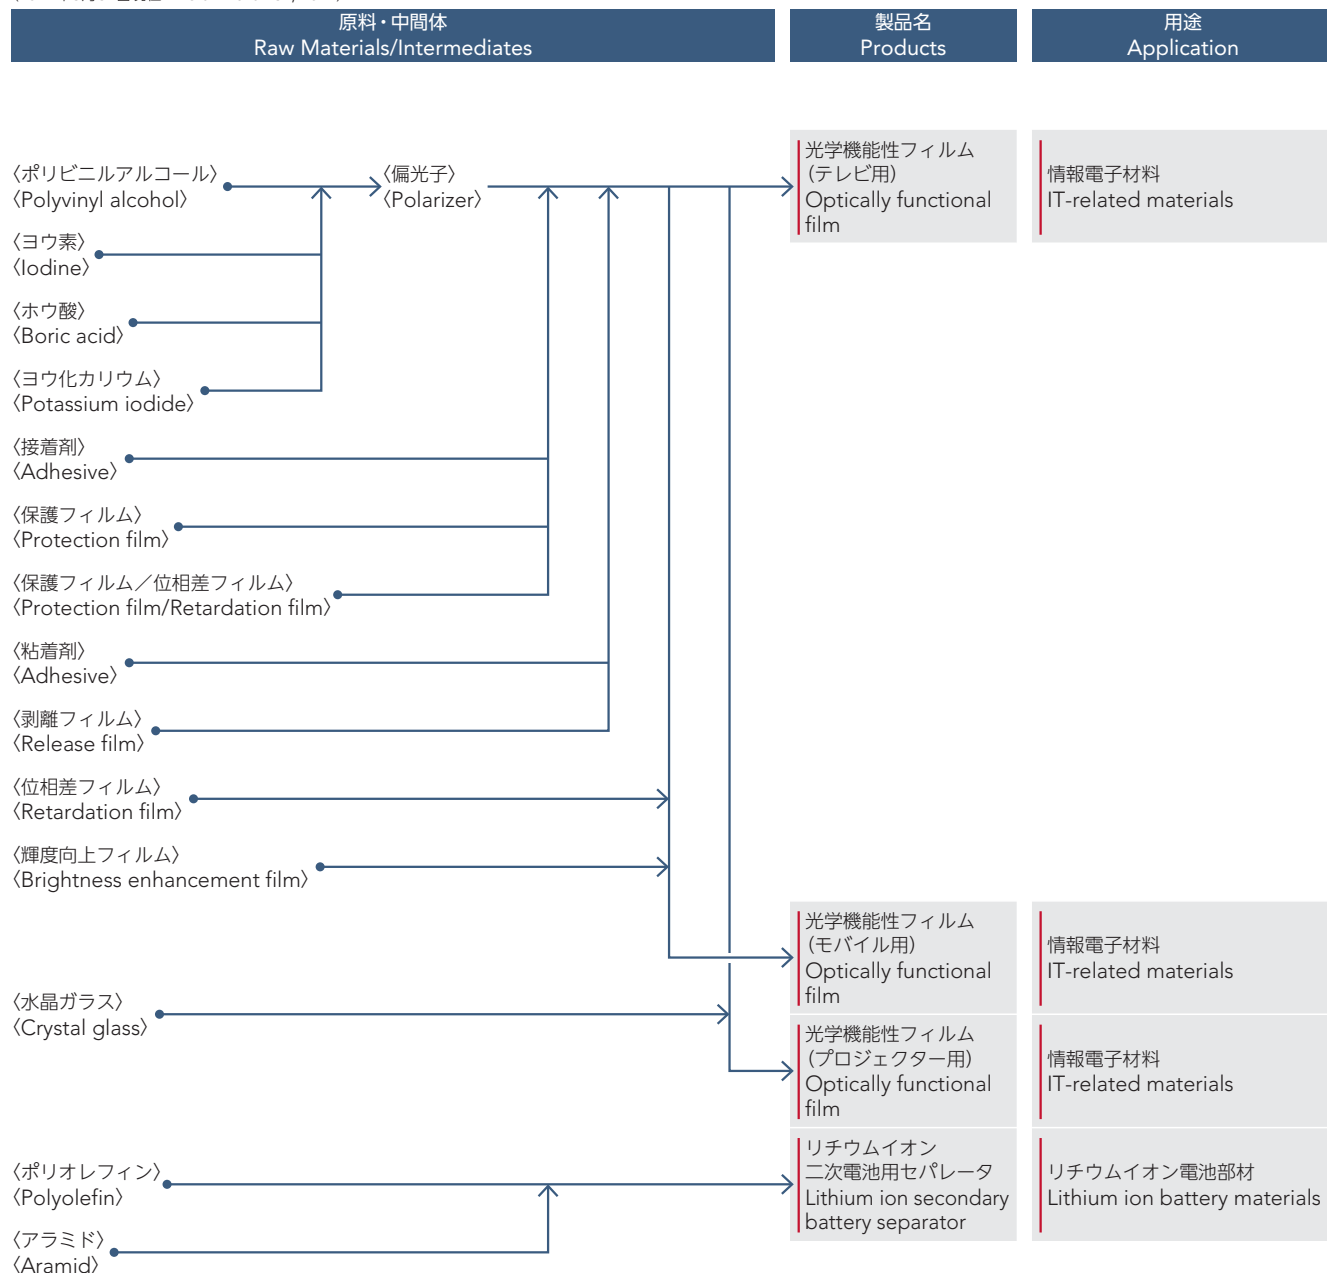 原料・中間体
Raw Materials/Intermediates
製品名
Products
用途
Application
〈ポリビニルアルコール〉
〈Polyvinyl alcohol〉
〈偏光子〉
〈Polarizer〉
光学機能性フィルム
(テレビ用)
Optically functional
film
情報電子材料
IT-related materials
〈ヨウ素〉
〈Iodine〉
〈ホウ酸〉
〈Boric acid〉
〈ヨウ化カリウム〉
〈Potassium iodide〉
〈接着剤〉
〈Adhesive〉
〈保護フィルム〉
〈Protection film〉
〈保護フィルム／位相差フィルム〉
〈Protection film/Retardation film〉
〈粘着剤〉
〈Adhesive〉
〈剥離フィルム〉
〈Release film〉
〈位相差フィルム〉
〈Retardation film〉
〈輝度向上フィルム〉
〈Brightness enhancement film〉
光学機能性フィルム
(モバイル用)
Optically functional
film
情報電子材料
IT-related materials
〈水晶ガラス〉
〈Crystal glass〉
光学機能性フィルム
(プロジェクター用)
Optically functional
film
情報電子材料
IT-related materials
〈ポリオレフィン〉
〈Polyolefin〉
リチウムイオン
二次電池用セパレータ
Lithium ion secondary
battery separator
リチウムイオン電池部材
Lithium ion battery materials
〈アラミド〉
〈Aramid〉